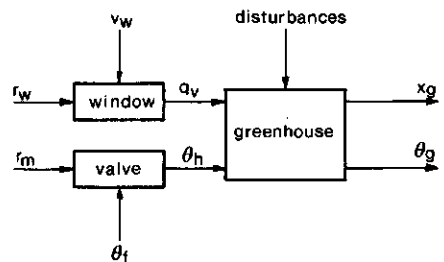 v_w
disturbances
r_w
window
q_v
greenhouse
x_g
r_m
valve
θ_h
θ_g
θ_f